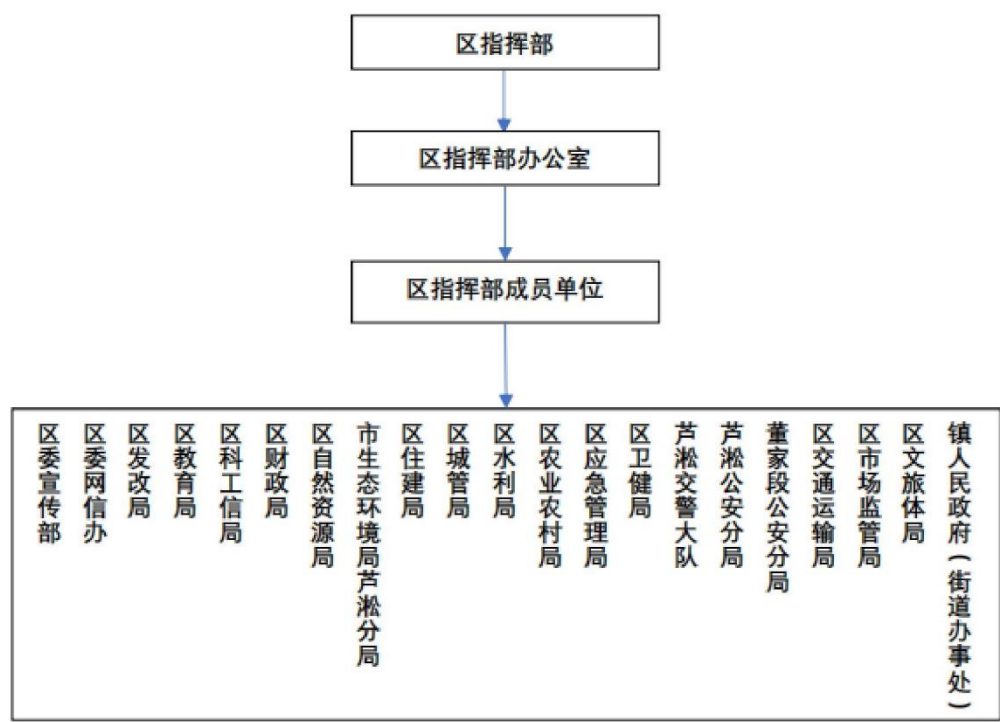 区指挥部
区指挥部办公室
区指挥部成员单位
区委宣传部
区委网信办
区发改局
区教育局
区科工信局
区财政局
区自然资源局
市生态环境局芦淞分局
区住建局
区城管局
区水利局
区农业农村局
区应急管理局
区卫健局
芦淞交警大队
芦淞公安分局
董家段公安分局
区交通运输局
区市场监管局
区文旅体局
镇人民政府(街道办事处)